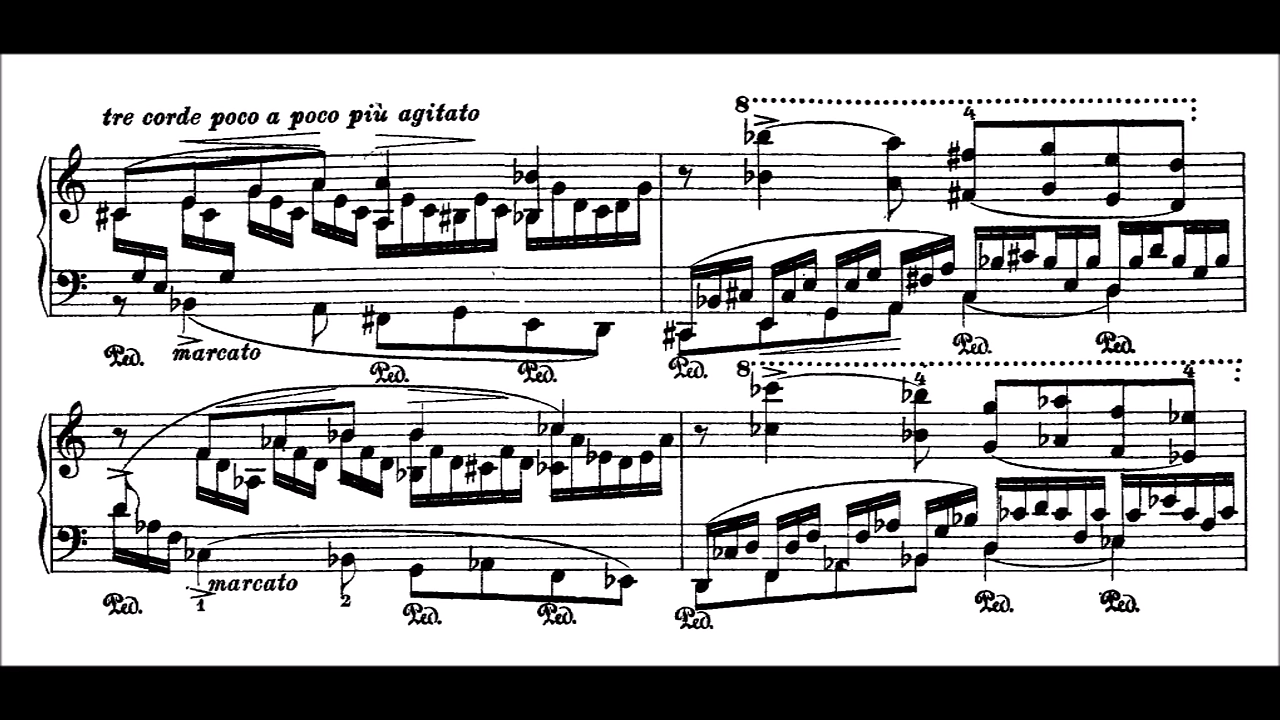 tre corde poco a poco più agitato
8
4
Ped. marcato Ped. Ped. Ped. Ped. Ped.
8 4 4
marcato
1 2
Ped. Ped. Ped. Ped. Ped. Ped.